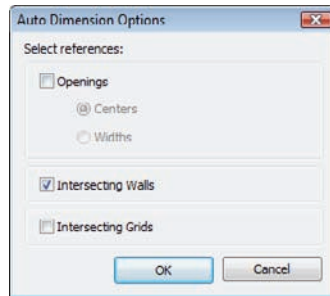 Auto Dimension Options
Select references:
Openings
Centers
Widths
Intersecting Walls
Intersecting Grids
OK
Cancel